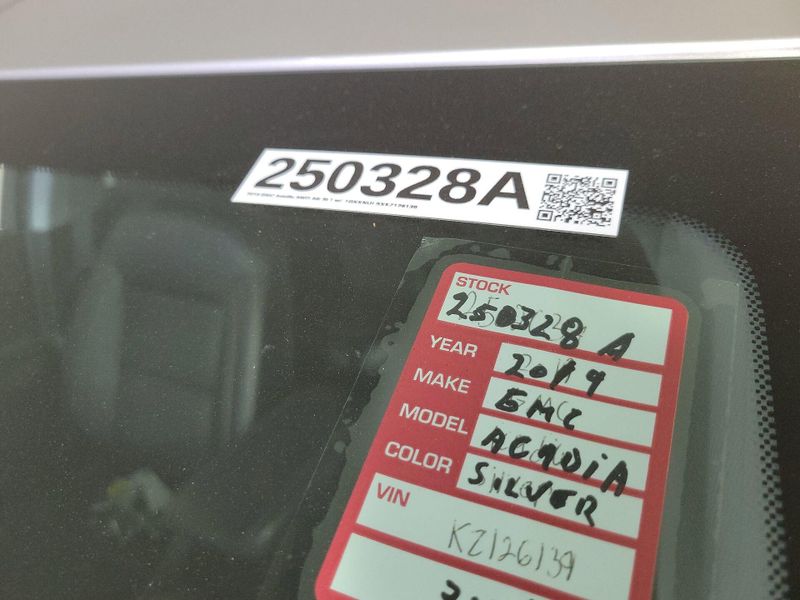 250328A
STOCK 250328 A
YEAR 2019
MAKE GMC
MODEL ACADIA
COLOR SILVER
VIN
KZ126139